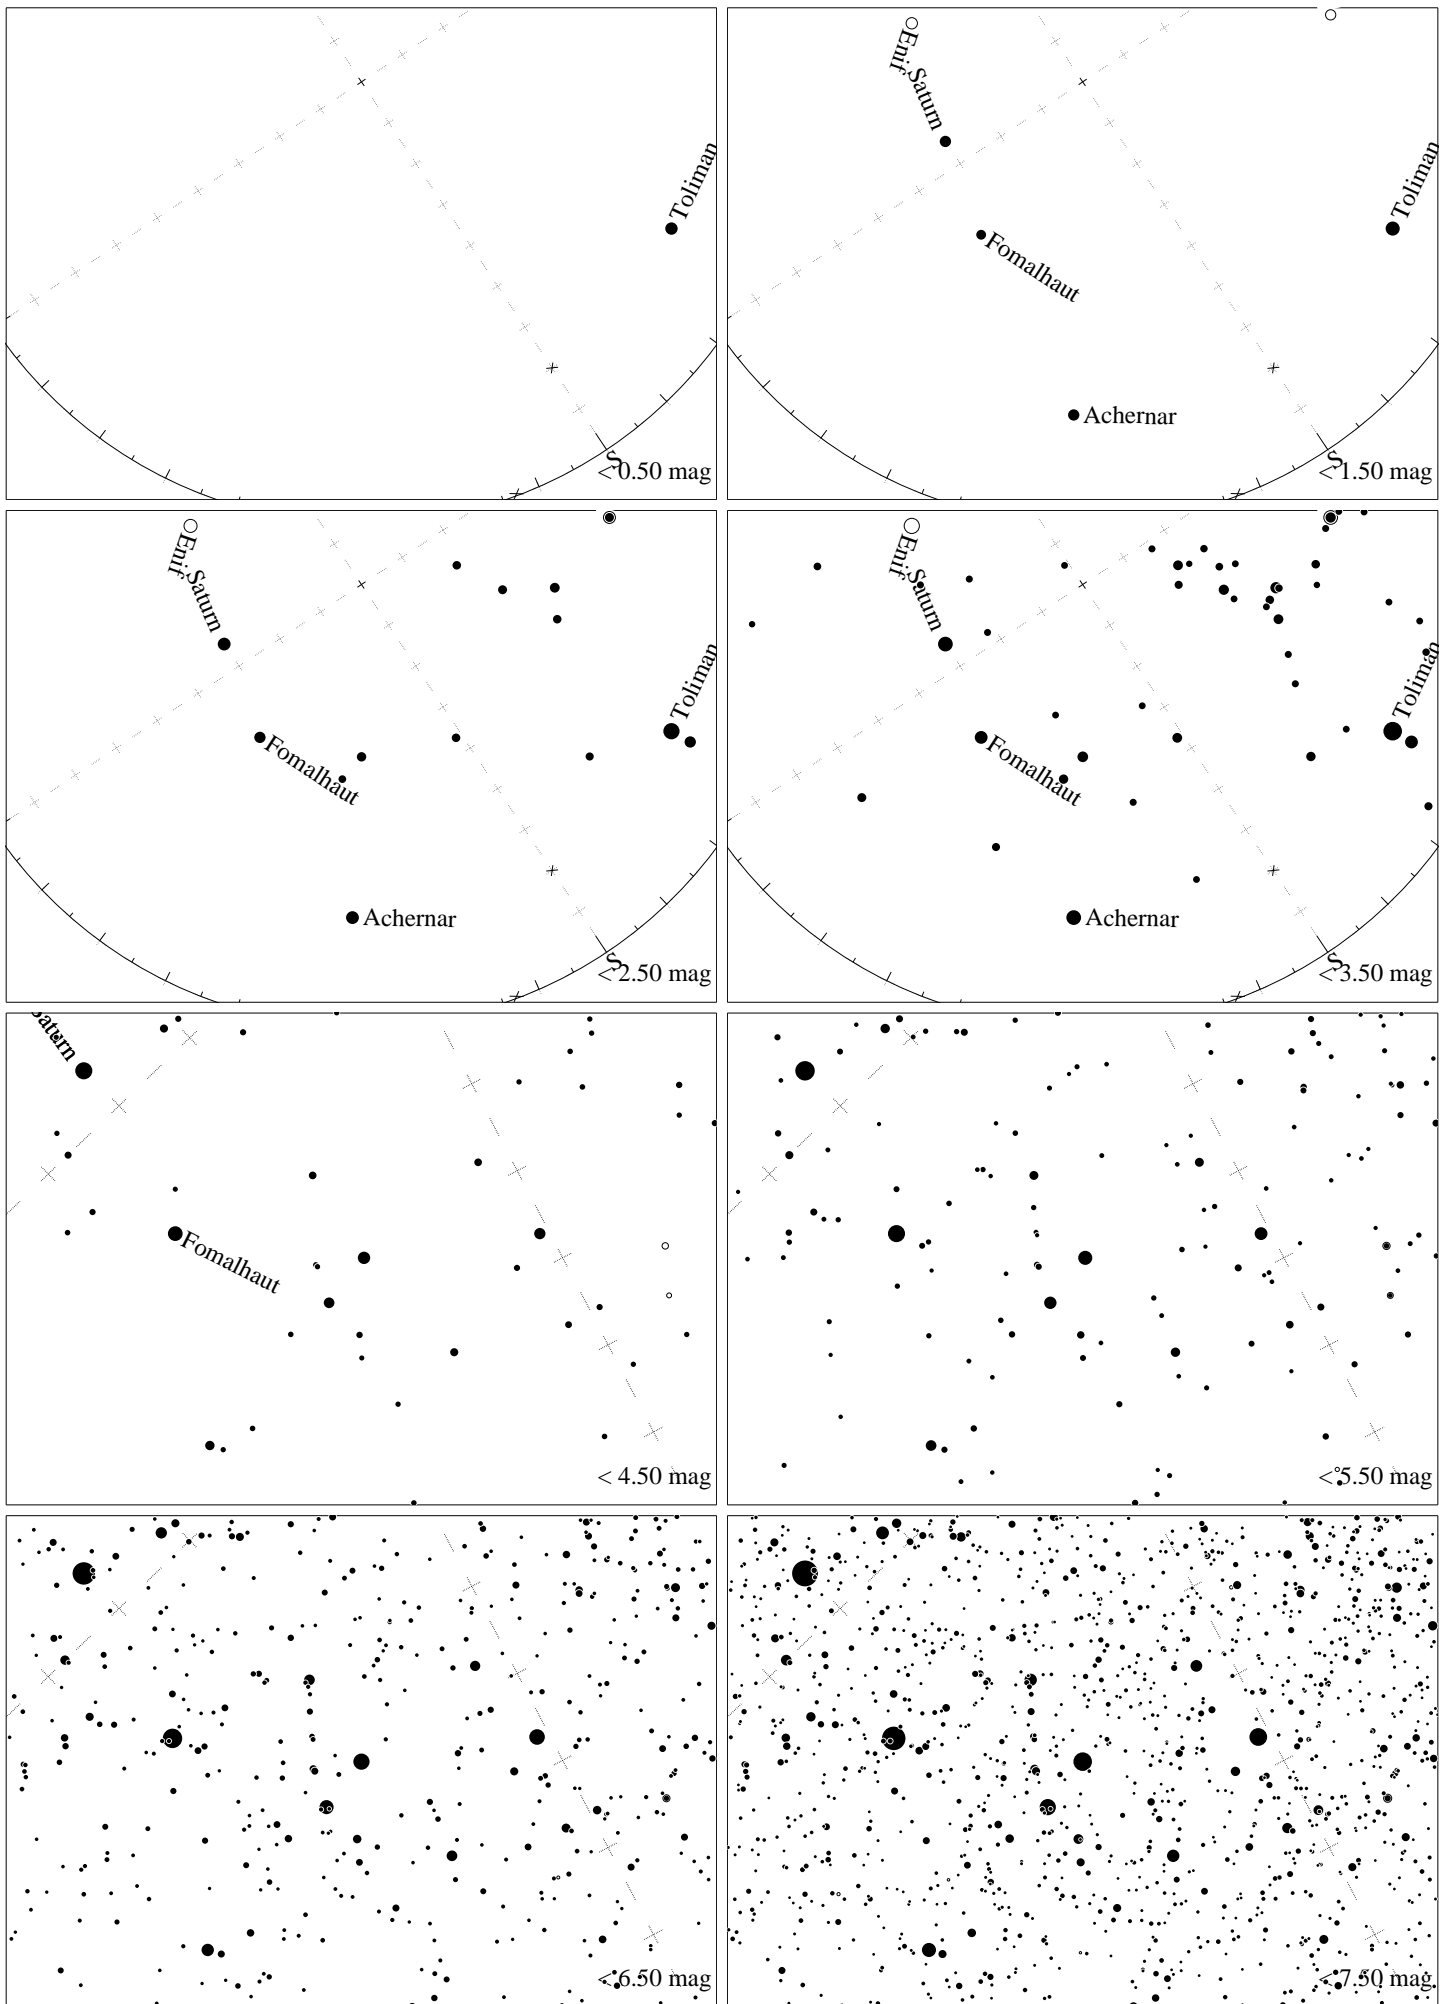 Toliman
S
< 0.50 mag
Enif
Saturn
Fomalhaut
Toliman
Achernar
S
< 1.50 mag
Enif
Saturn
Fomalhaut
Toliman
Achernar
S
< 2.50 mag
Enif
Saturn
Fomalhaut
Toliman
Achernar
S
< 3.50 mag
Saturn
Fomalhaut
< 4.50 mag
< 5.50 mag
< 6.50 mag
< 7.50 mag